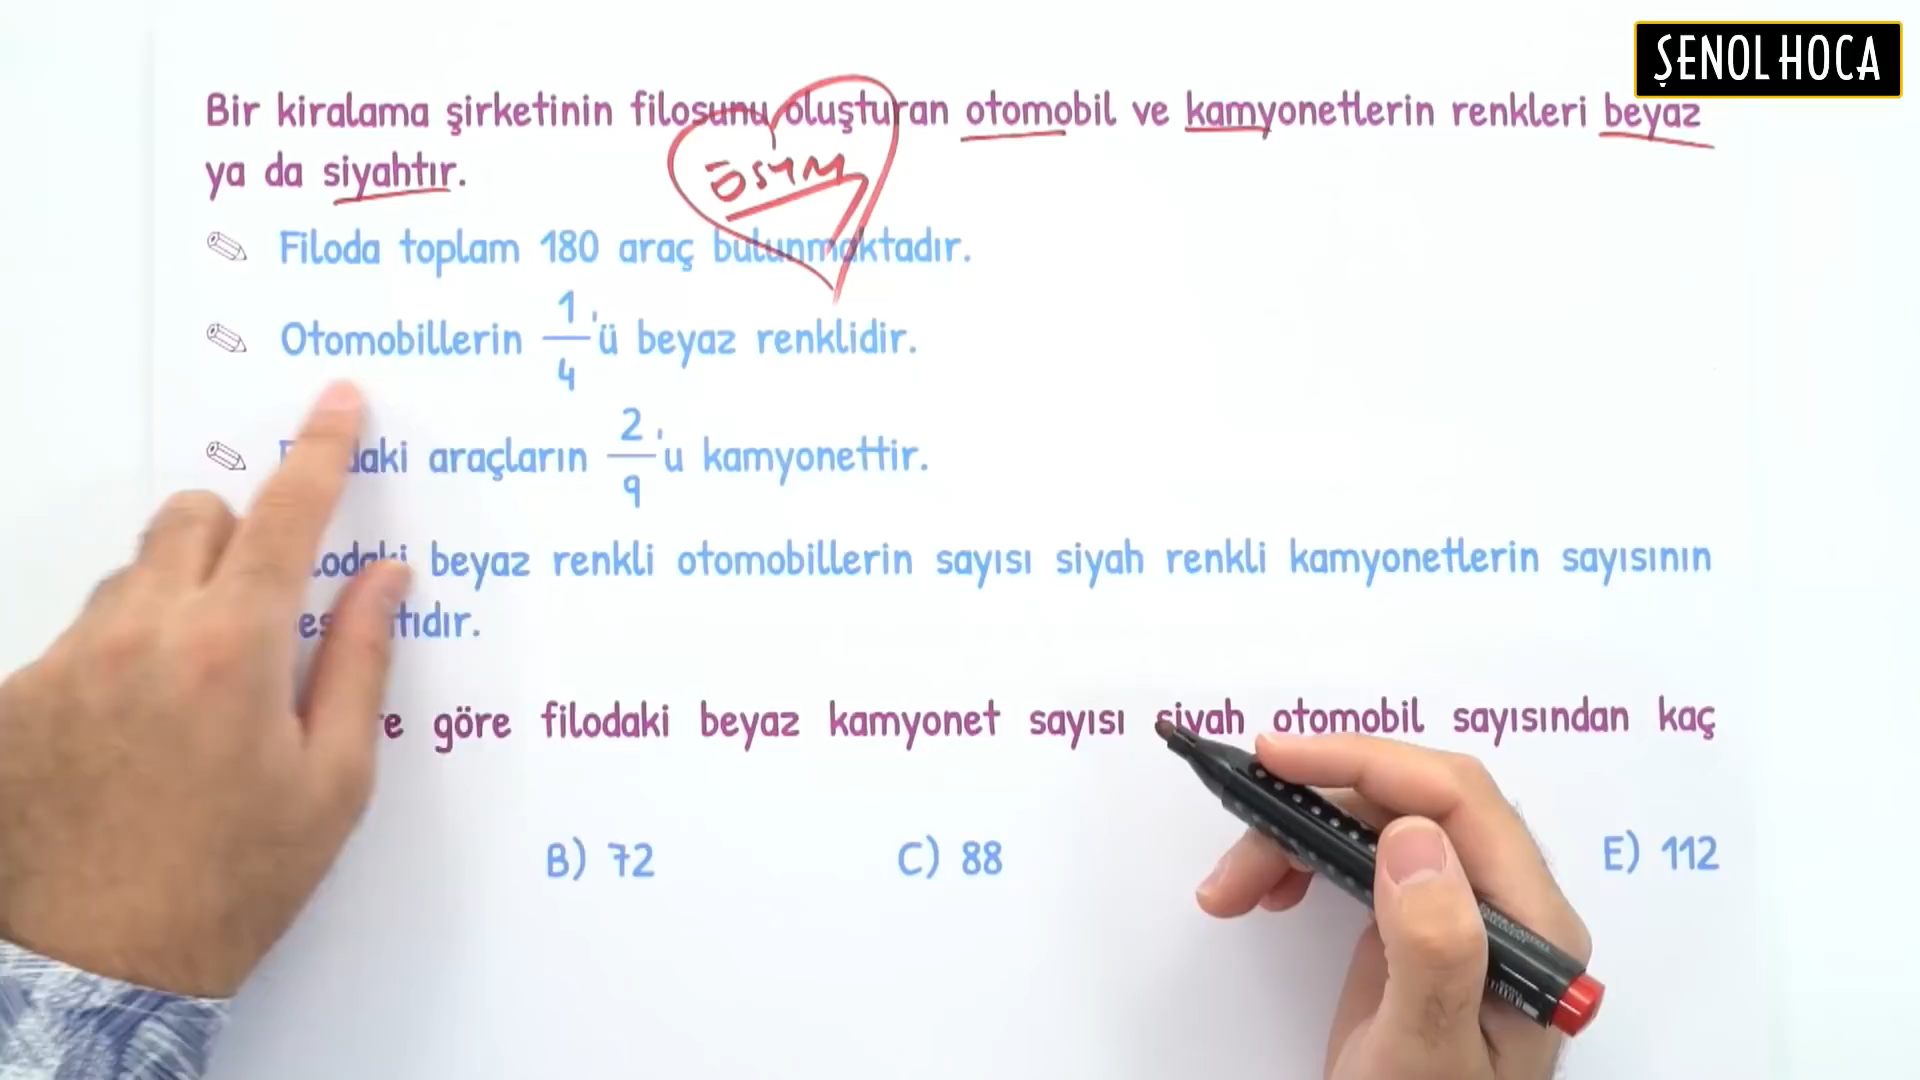 ŞENOL HOCA
Bir kiralama şirketinin filosunu oluşturan otomobil ve kamyonetlerin renkleri beyaz
ya da siyahtır.
ÖSYM
Filoda toplam 180 araç bulunmaktadır.
Otomobillerin 1/4'ü beyaz renklidir.
araçların 2/9'u kamyonettir.
beyaz renkli otomobillerin sayısı siyah renkli kamyonetlerin sayısının
göre filodaki beyaz kamyonet sayısı siyah otomobil sayısından kaç
B) 72 C) 88 E) 112